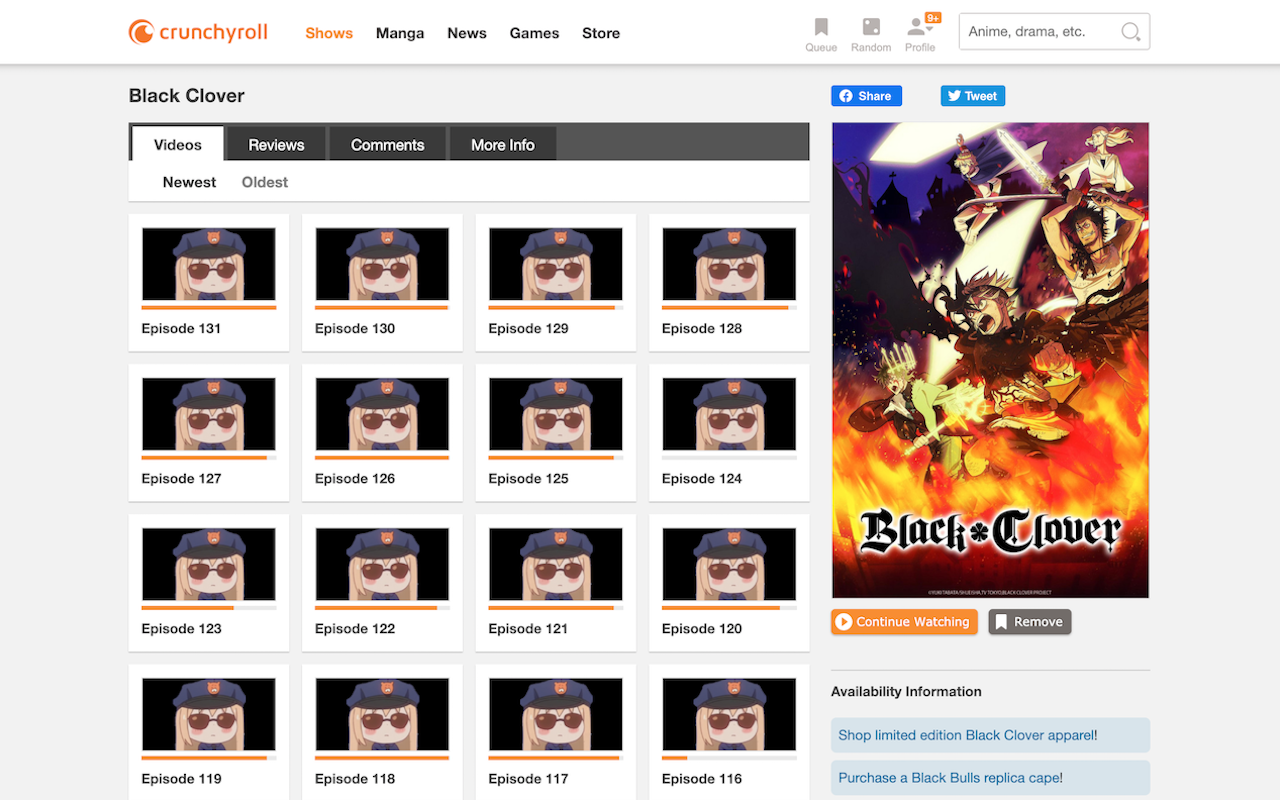 crunchyroll
Shows Manga News Games Store
Queue Random 9+ Profile
Anime, drama, etc.
Black Clover
Share Tweet
Videos Reviews Comments More Info
Newest Oldest
Episode 131 Episode 130 Episode 129 Episode 128
Episode 127 Episode 126 Episode 125 Episode 124
Episode 123 Episode 122 Episode 121 Episode 120
Episode 119 Episode 118 Episode 117 Episode 116
Black Clover
©YUKI TABATA/SHUEISHA,TV TOKYO,BLACK CLOVER PROJECT
Continue Watching Remove
Availability Information
Shop limited edition Black Clover apparel!
Purchase a Black Bulls replica cape!